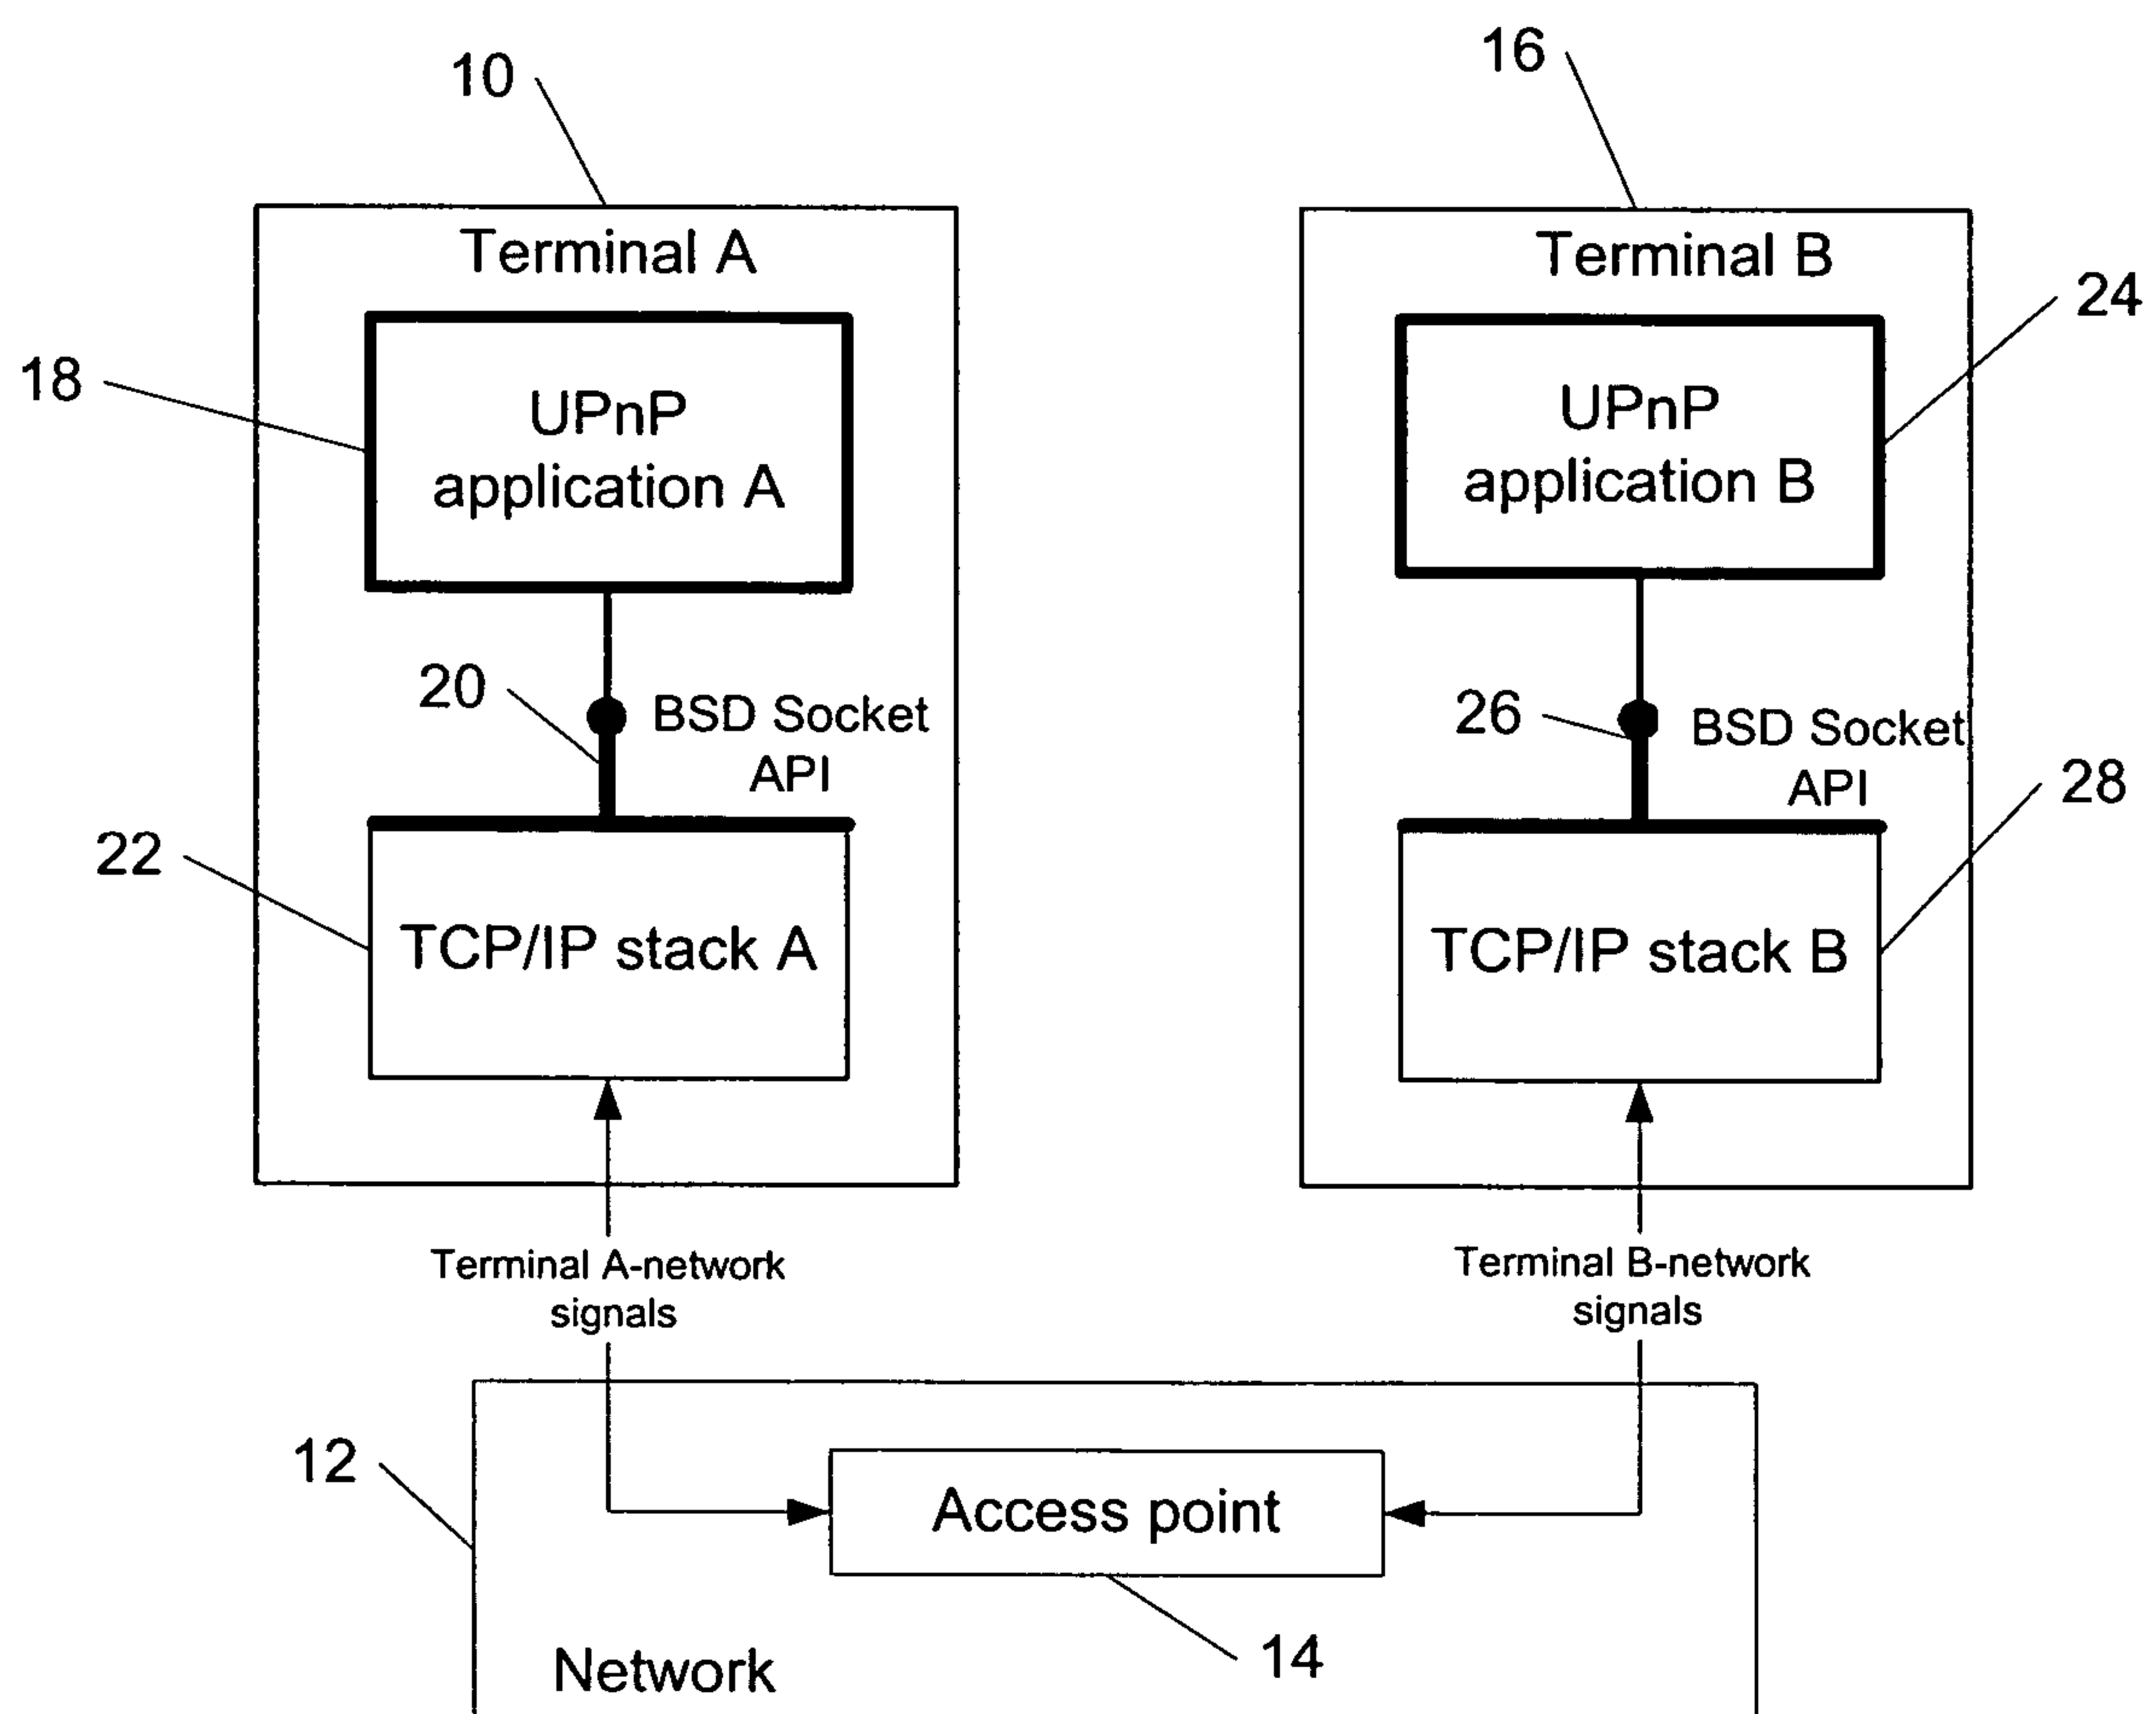 10
16
Terminal A
Terminal B
24
18
UPnP
application A
UPnP
application B
20
BSD Socket
API
26
BSD Socket
API
28
22
TCP/IP stack A
TCP/IP stack B
Terminal A-network
signals
Terminal B-network
signals
12
Access point
14
Network